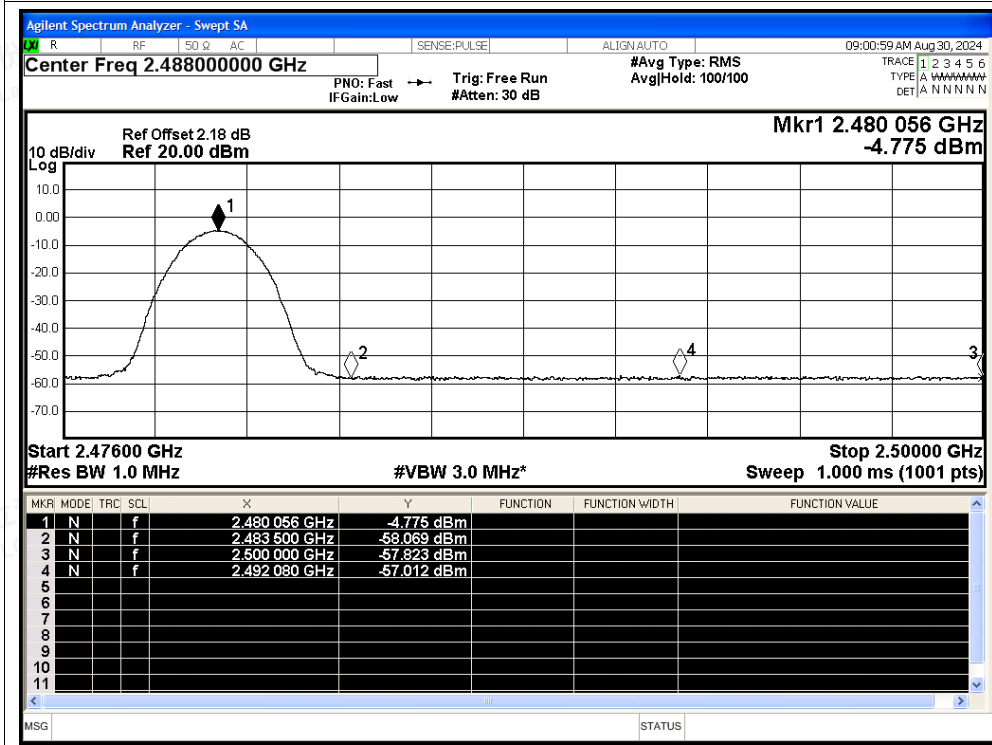 Agilent Spectrum Analyzer - Swept SA
LXI R RF 50 Ω AC SENSE:PULSE ALIGN AUTO 09:00:59 AM Aug 30, 2024
Center Freq 2.488000000 GHz
PNO: Fast
IFGain:Low
Trig: Free Run
#Atten: 30 dB
#Avg Type: RMS
Avg|Hold: 100/100
TRACE 1 2 3 4 5 6
TYPE A
DET A N N N N N
Ref Offset 2.18 dB
10 dB/div Ref 20.00 dBm
Log
Mkr1 2.480 056 GHz
-4.775 dBm
10.0
0.00
-10.0
-20.0
-30.0
-40.0
-50.0
-60.0
-70.0
1
2
4
3
Start 2.47600 GHz Stop 2.50000 GHz
#Res BW 1.0 MHz #VBW 3.0 MHz* Sweep 1.000 ms (1001 pts)
MKR MODE TRC SCL X Y FUNCTION FUNCTION WIDTH FUNCTION VALUE
1 N f 2.480 056 GHz -4.775 dBm
2 N f 2.483 500 GHz -58.069 dBm
3 N f 2.500 000 GHz -57.823 dBm
4 N f 2.492 080 GHz -57.012 dBm
5
6
7
8
9
10
11
MSG STATUS